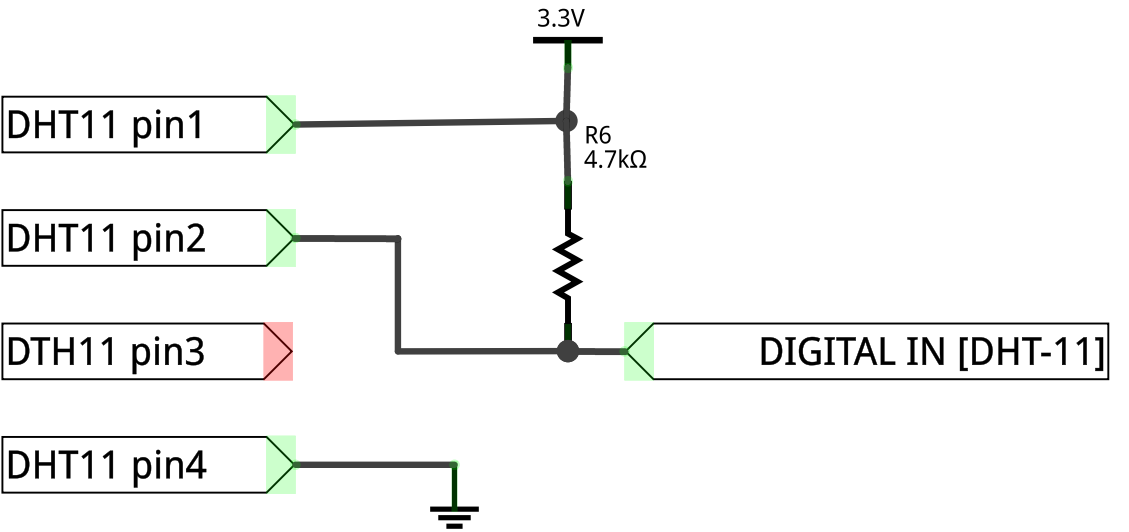 3.3V
DHT11 pin1
R6
4.7kΩ
DHT11 pin2
DTH11 pin3
DIGITAL IN [DHT-11]
DHT11 pin4